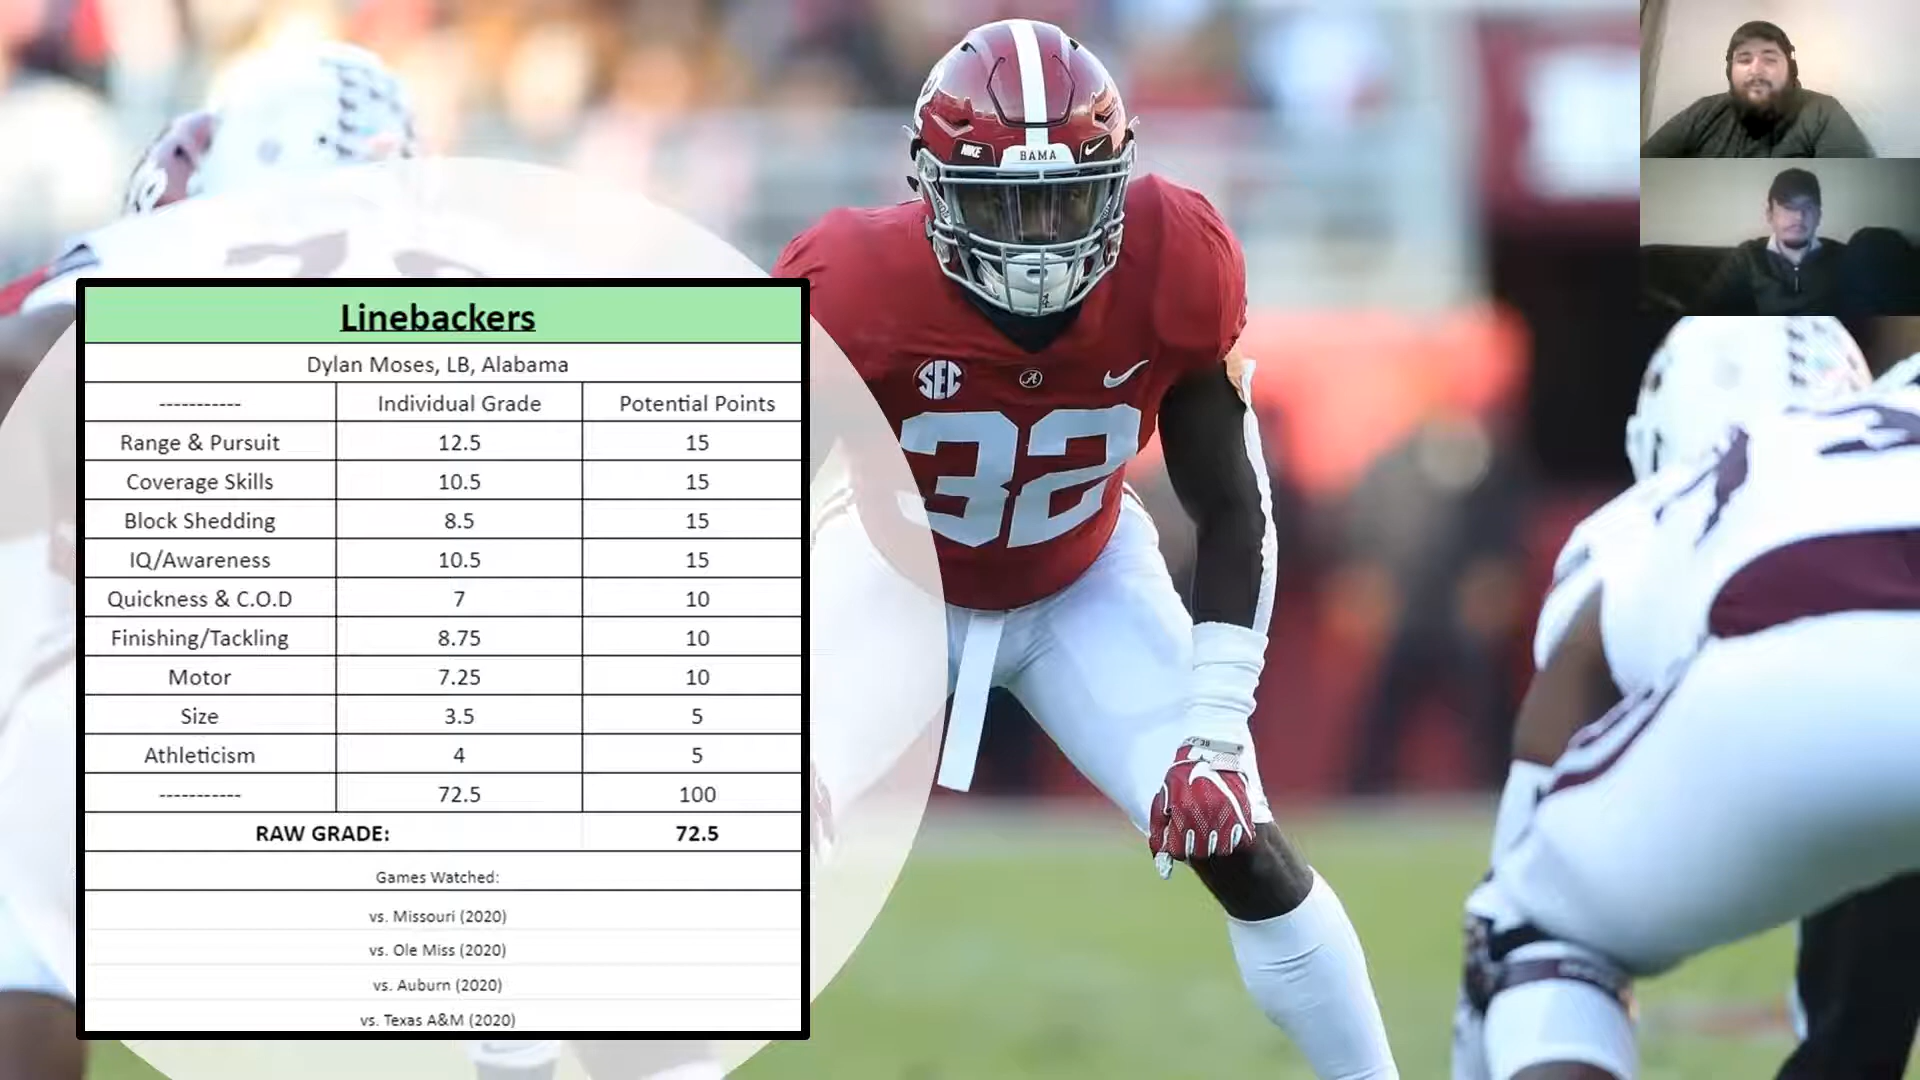 MIKE
BAMA
SEC
A
32
Linebackers
Dylan Moses, LB, Alabama
----------- Individual Grade Potential Points
Range & Pursuit 12.5 15
Coverage Skills 10.5 15
Block Shedding 8.5 15
IQ/Awareness 10.5 15
Quickness & C.O.D 7 10
Finishing/Tackling 8.75 10
Motor 7.25 10
Size 3.5 5
Athleticism 4 5
----------- 72.5 100
RAW GRADE: 72.5
Games Watched:
vs. Missouri (2020)
vs. Ole Miss (2020)
vs. Auburn (2020)
vs. Texas A&M (2020)